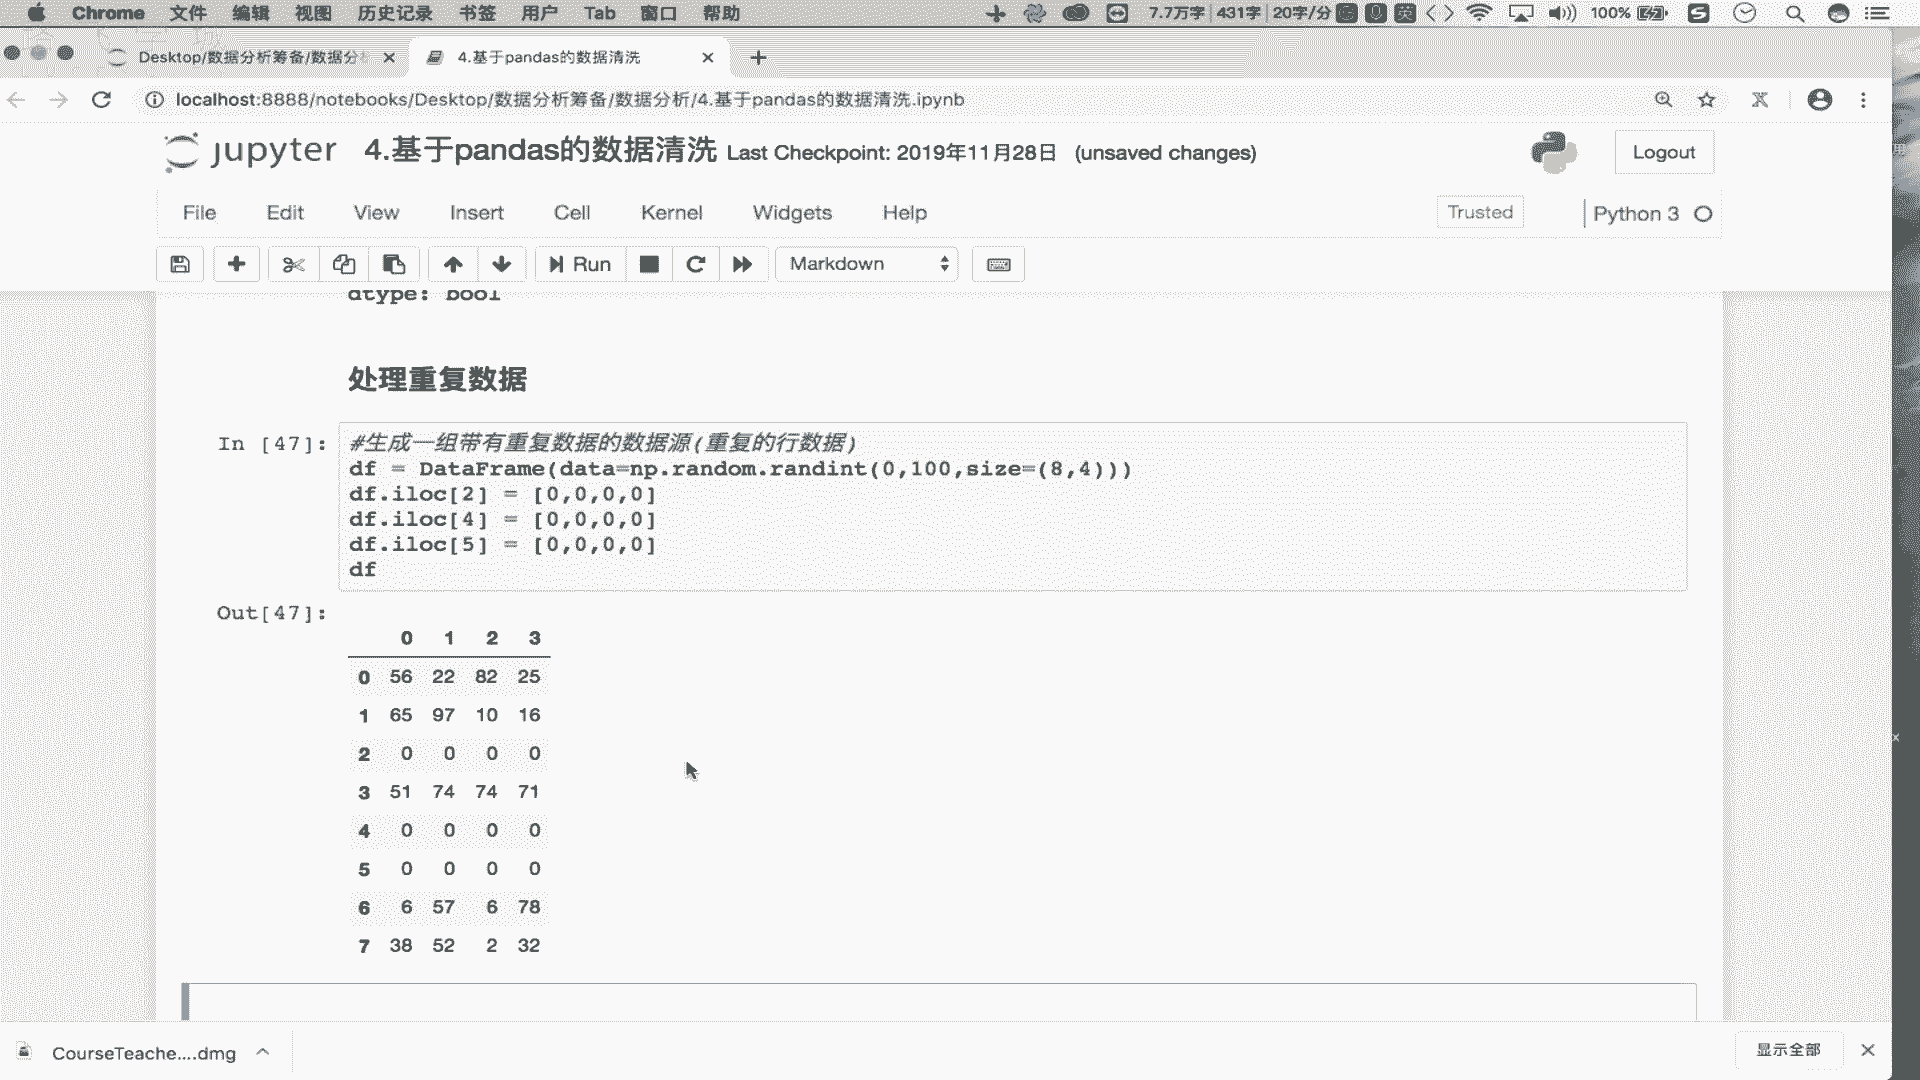 Chrome 文件 编辑 视图 历史记录 书签 用户 Tab 窗口 帮助 7.7万字 431字 20字/分 英 100%
Desktop/数据分析筹备/数据分 4.基于pandas的数据清洗
localhost:8888/notebooks/Desktop/数据分析筹备/数据分析/4.基于pandas的数据清洗.ipynb
jupyter 4.基于pandas的数据清洗 Last Checkpoint: 2019年11月28日 (unsaved changes) Logout
File Edit View Insert Cell Kernel Widgets Help Trusted Python 3
Run Markdown
dtype: bool
处理重复数据
In [47]: #生成一组带有重复数据的数据源(重复的行数据)
df = DataFrame(data=np.random.randint(0,100,size=(8,4)))
df.iloc[2] = [0,0,0,0]
df.iloc[4] = [0,0,0,0]
df.iloc[5] = [0,0,0,0]
df
Out[47]:
0 1 2 3
0 56 22 82 25
1 65 97 10 16
2 0 0 0 0
3 51 74 74 71
4 0 0 0 0
5 0 0 0 0
6 6 57 6 78
7 38 52 2 32
CourseTeache....dmg 显示全部